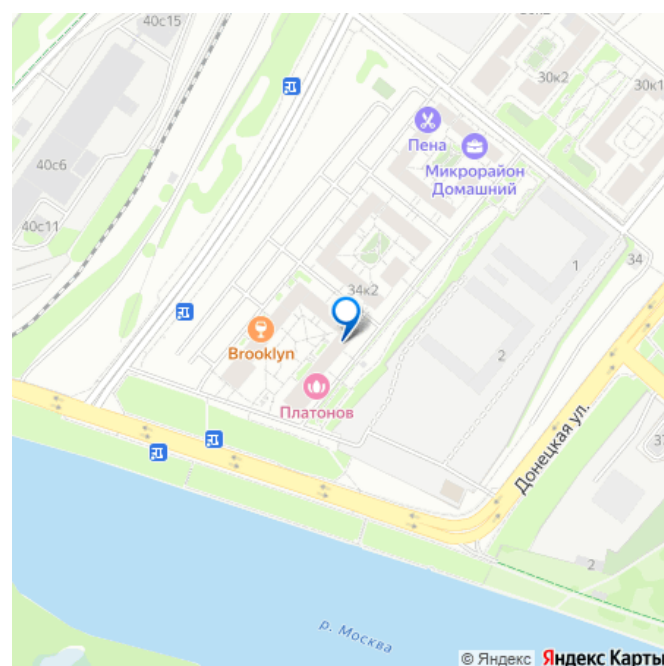 40с15
30к2
30к1
40с6
Пена
Микрорайон
Домашний
40с11
34
1
34к2
2
Brooklyn
Платонов
Донецкая ул.
37
2
р. Москва
© Яндекс Яндекс Карты